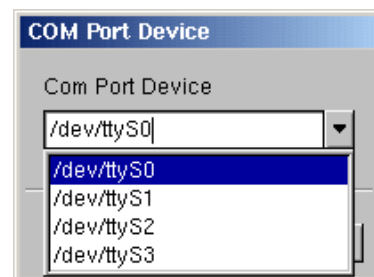 COM Port Device
Com Port Device
/dev/ttyS0
/dev/ttyS0
/dev/ttyS1
/dev/ttyS2
/dev/ttyS3